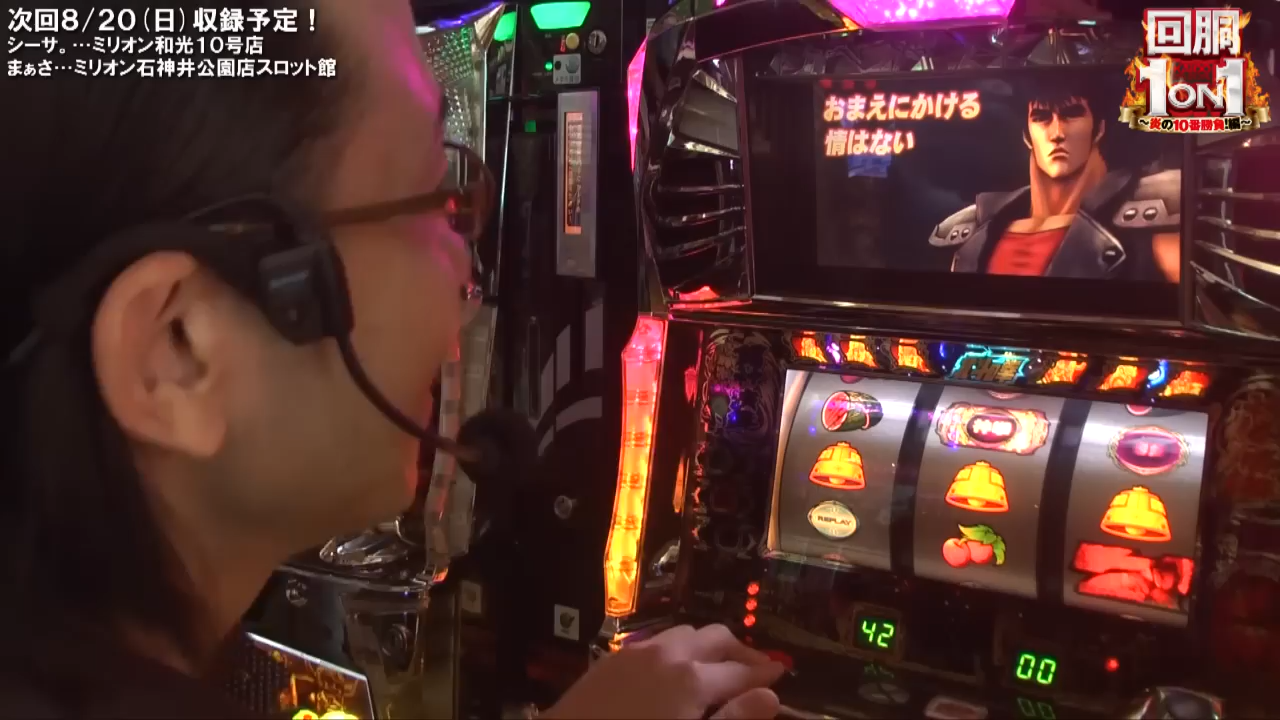 次回8/20(日)収録予定！
シーサ。…ミリオン和光10号店
まぁさ…ミリオン石神井公園店スロット館
回胴
1ON1
～炎の10番勝負!編～
おまえにかける
情はない
REPLAY
42
00